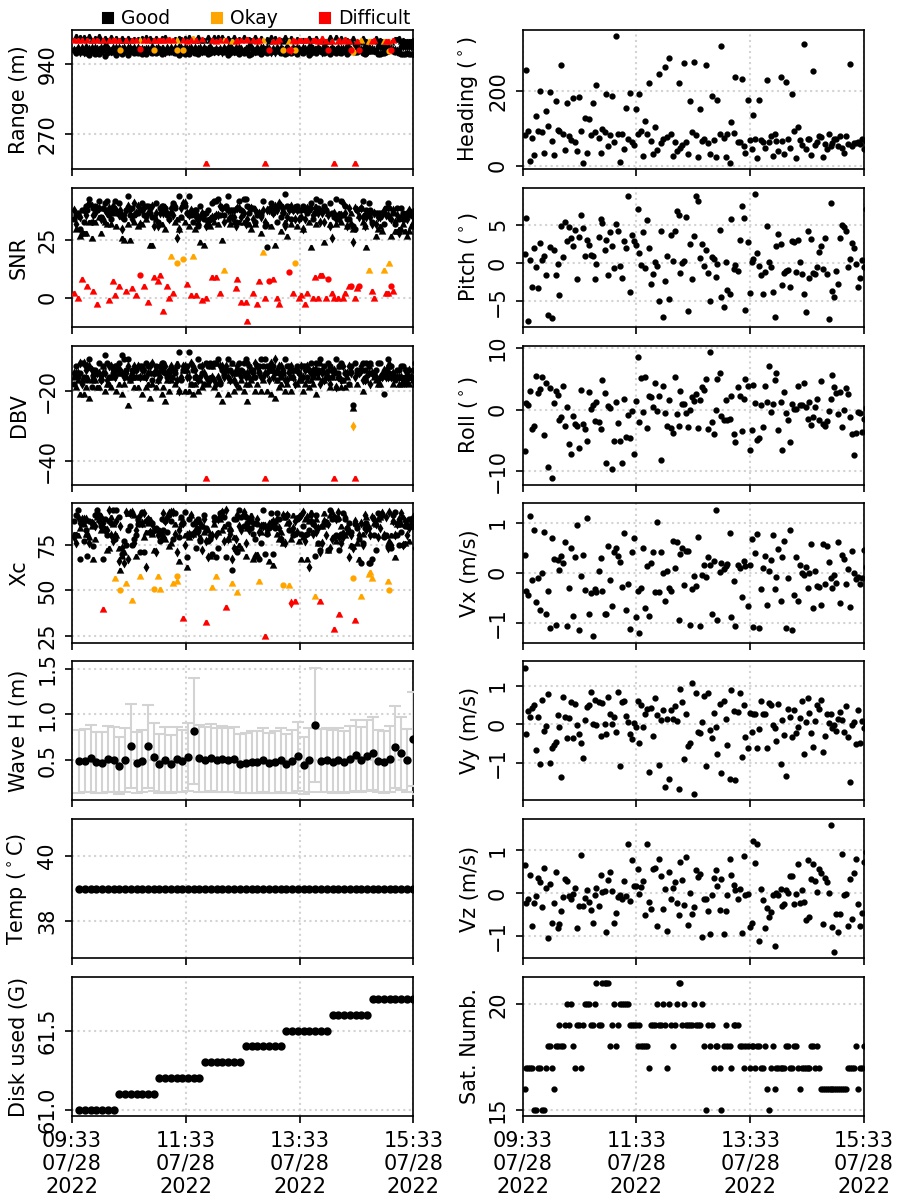 Good Okay Difficult
Range (m)
940
270
Heading (°)
200
0
SNR
25
0
Pitch (°)
5
0
−5
DBV
−20
−40
Roll (°)
10
0
−10
Xc
75
50
25
Vx (m/s)
1
0
−1
Wave H (m)
1.5
1.0
0.5
Vy (m/s)
1
0
−1
Temp (°C)
40
38
Vz (m/s)
1
0
−1
Disk used (G)
61.5
61.0
Sat. Numb.
20
15
09:33 11:33 13:33 15:33 09:33 11:33 13:33 15:33
07/28 07/28 07/28 07/28 07/28 07/28 07/28 07/28
2022 2022 2022 2022 2022 2022 2022 2022